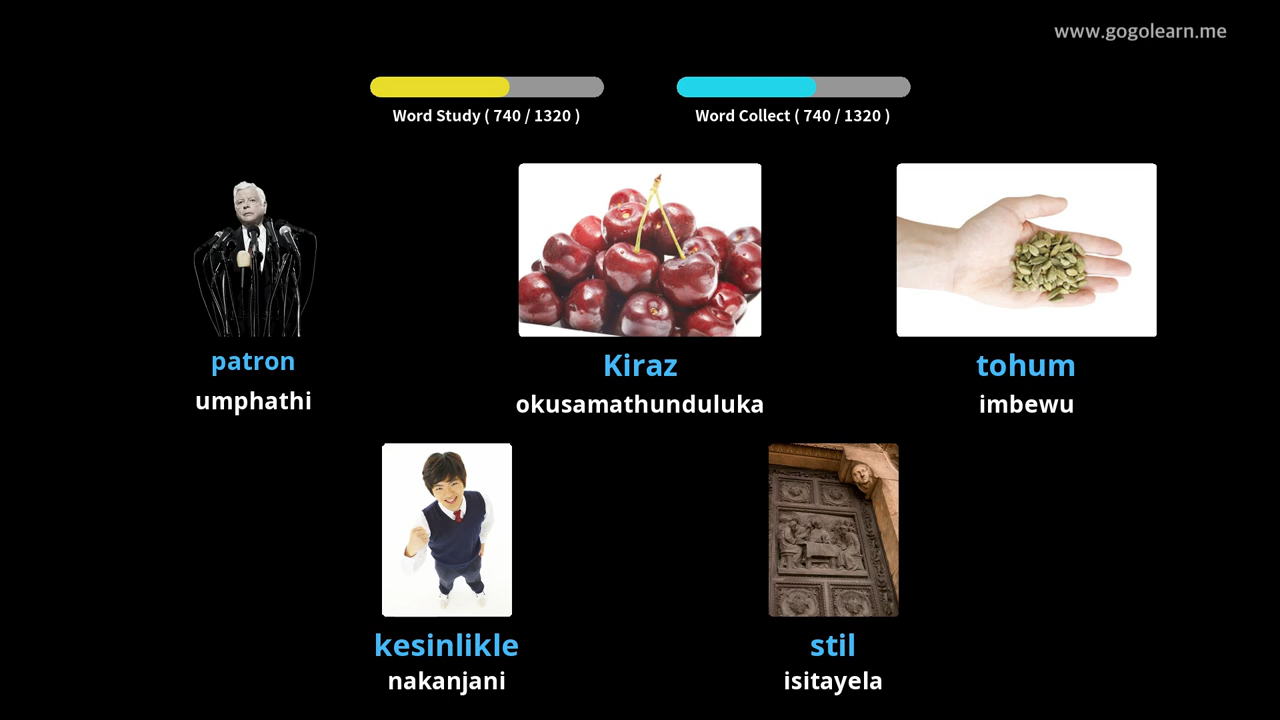 www.gogolearn.me
Word Study ( 740 / 1320 )
Word Collect ( 740 / 1320 )
patron
umphathi
Kiraz
okusamathunduluka
tohum
imbewu
kesinlikle
nakanjani
stil
isitayela